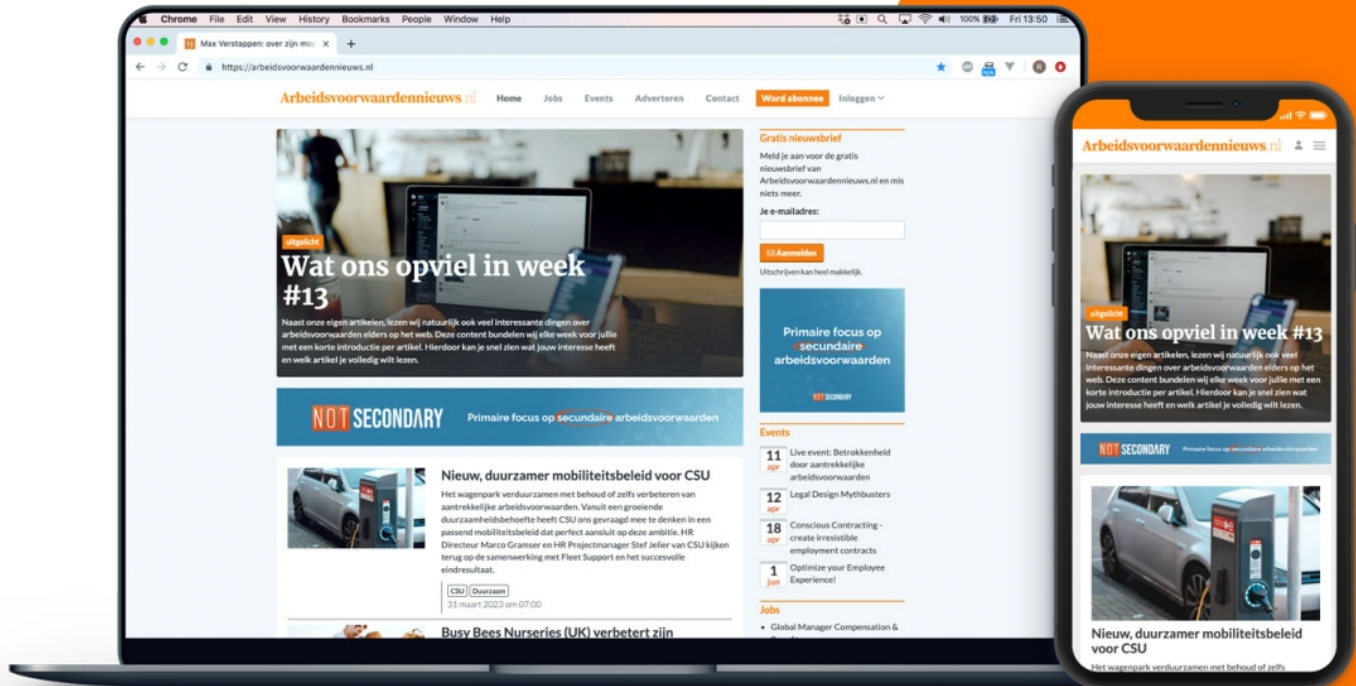 Chrome File Edit View History Bookmarks People Window Help
100% Fri 13:50
Max Verstappen: over zijn moe
https://arbeidsvoorwaardennieuws.nl
Arbeidsvoorwaardennieuws.nl Home Jobs Events Adverteren Contact Word abonnee Inloggen
uitgelicht
Wat ons opviel in week
#13
Naast onze eigen artikelen, lezen wij natuurlijk ook veel interessante dingen over
arbeidsvoorwaarden elders op het web. Deze content bundelen wij elke week voor jullie
met een korte introductie per artikel. Hierdoor kan je snel zien wat jouw interesse heeft
en welk artikel je volledig wilt lezen.
NOT SECONDARY Primaire focus op secundaire arbeidsvoorwaarden
Nieuw, duurzamer mobiliteitsbeleid voor CSU
Het wagenpark verduurzamen met behoud of zelfs verbeteren van
aantrekkelijke arbeidsvoorwaarden. Vanuit een groeiende
duurzaamheidsbehoefte heeft CSU ons gevraagd mee te denken in een
passend mobiliteitsbeleid dat perfect aansluit op deze ambitie. HR
Directeur Marco Gramser en HR Projectmanager Stef Jelier van CSU kijken
terug op de samenwerking met Fleet Support en het succesvolle
eindresultaat.
CSU Duurzaam
31 maart 2023 om 07:00
Busy Bees Nurseries (UK) verbetert zijn
Gratis nieuwsbrief
Meld je aan voor de gratis
nieuwsbrief van
Arbeidsvoorwaardennieuws.nl en mis
niets meer.
Je e-mailadres:
Aanmelden
Uitschrijven kan heel makkelijk.
Primaire focus op
secundaire
arbeidsvoorwaarden
NOT SECONDARY
Events
11 apr Live event: Betrokkenheid
door aantrekkelijke
arbeidsvoorwaarden
12 apr Legal Design Mythbusters
18 apr Conscious Contracting -
create irresistible
employment contracts
1 jun Optimize your Employee
Experience!
Jobs
Global Manager Compensation &
Arbeidsvoorwaardennieuws.nl
uitgelicht
Wat ons opviel in week #13
Naast onze eigen artikelen, lezen wij natuurlijk ook veel
interessante dingen over arbeidsvoorwaarden elders op het
web. Deze content bundelen wij elke week voor jullie met een
korte introductie per artikel. Hierdoor kan je snel zien wat
jouw interesse heeft en welk artikel je volledig wilt lezen.
NOT SECONDARY Primaire focus op secundaire arbeidsvoorwaarden
Nieuw, duurzamer mobiliteitsbeleid
voor CSU
Het wagenpark verduurzamen met behoud of zelfs